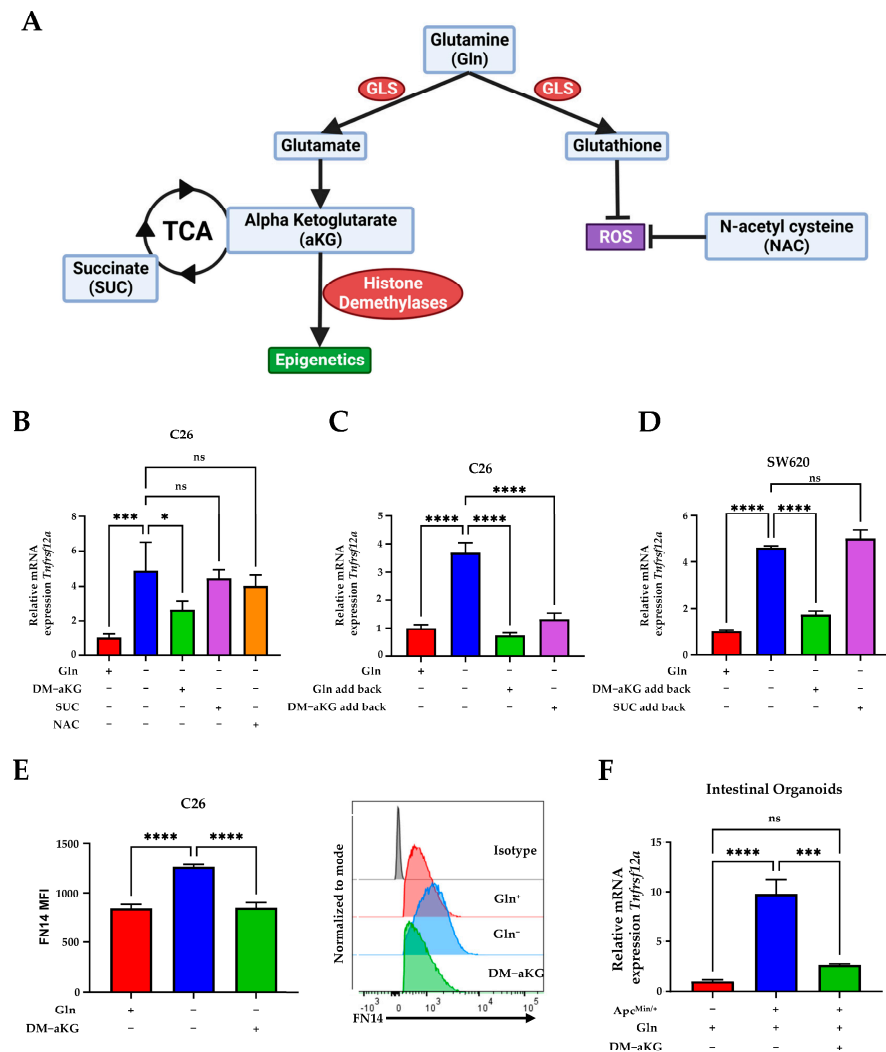 A
Glutamine
(Gln)
GLS
GLS
Glutamate
Glutathione
TCA
Alpha Ketoglutarate
(aKG)
ROS
N-acetyl cysteine
(NAC)
Succinate
(SUC)
Histone
Demethylases
Epigenetics
B
C26
ns
ns
*** *
Relative mRNA
expression Tnfrsf12a
8
6
4
2
0
Gln + − − − −
DM−aKG − − + − −
SUC − − − + −
NAC − − − − +
C
C26
****
**** ****
Relative mRNA
expression Tnfrsf12a
5
4
3
2
1
0
Gln + − − −
Gln add back − − + −
DM−aKG add back − − − +
D
SW620
ns
**** ****
Relative mRNA
expression Tnfrsf12a
6
4
2
0
Gln + − − −
DM−aKG add back − − + −
SUC add back − − − +
E
C26
**** ****
FN14 MFI
1500
1000
500
0
Gln + − −
DM−aKG − − +
Normalized to mode
Isotype
Gln⁺
Gln⁻
DM−aKG
-10³ 0 10³ 10⁴ 10⁵
FN14
F
Intestinal Organoids
ns
**** ***
Relative mRNA
expression Tnfrsf12a
15
10
5
0
Apcᴹⁱⁿ/⁺ − + +
Gln + + +
DM−aKG − − +